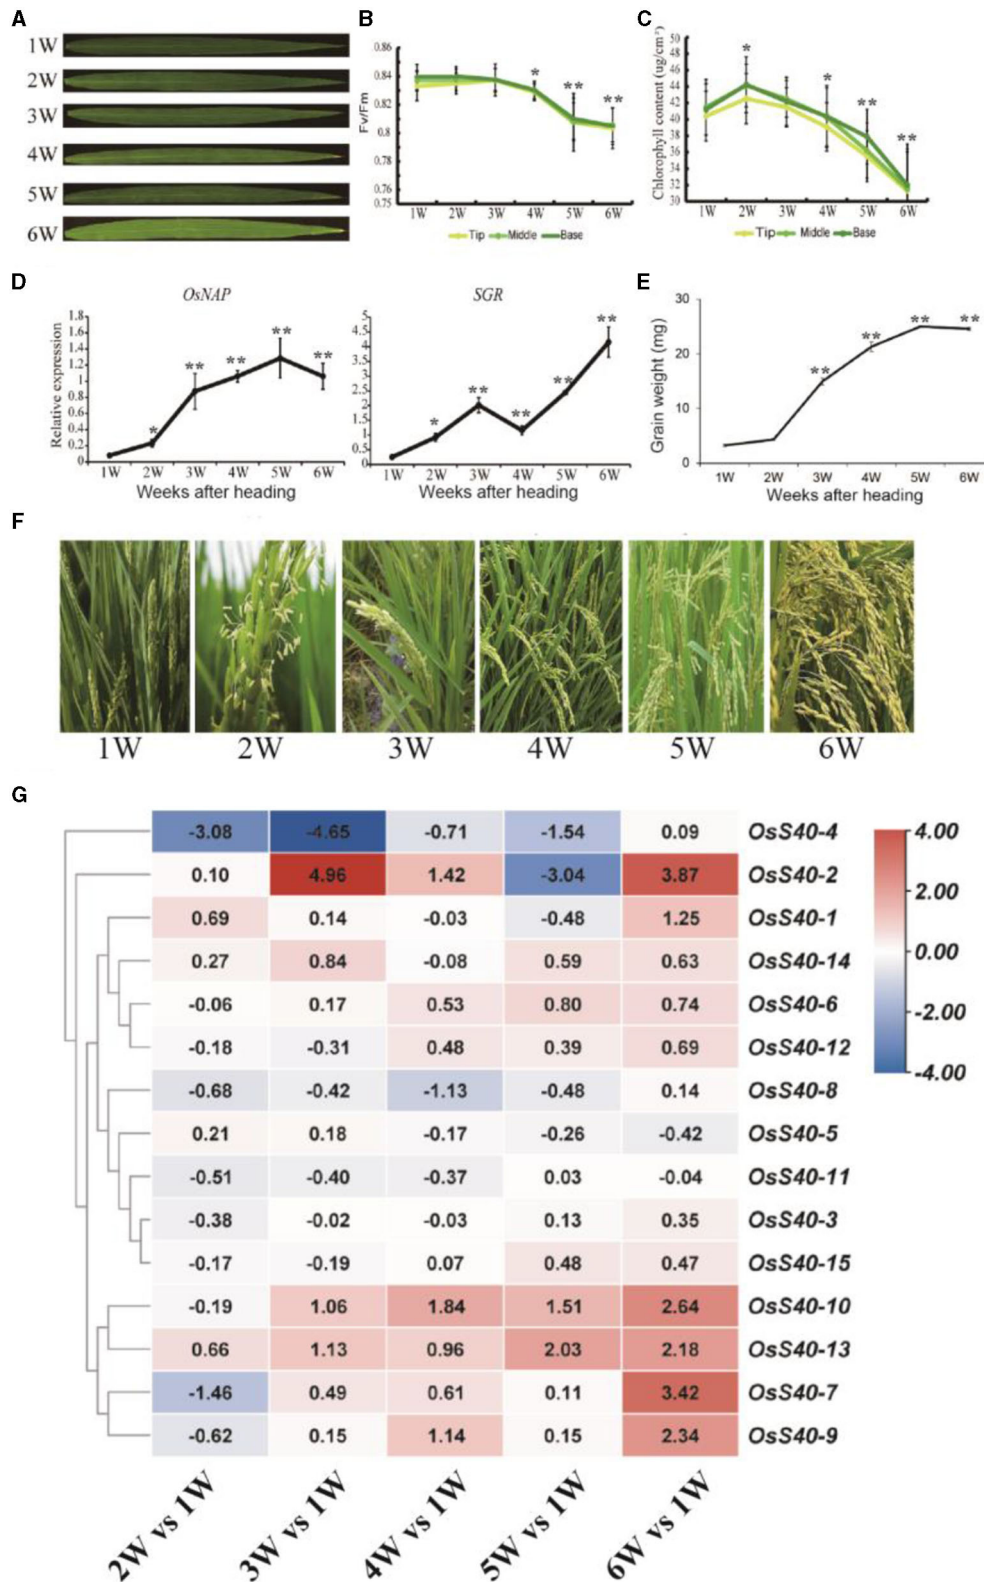 A
1W
2W
3W
4W
5W
6W
B
0.86
0.84
0.82
0.8
0.78
0.76
0.75
Fv/Fm
* ** **
1W 2W 3W 4W 5W 6W
Tip Middle Base
C
50
48
46
44
42
40
38
36
34
32
30
Chlorophyll content (ug/cm²)
* * ** **
1W 2W 3W 4W 5W 6W
Tip Middle Base
D
OsNAP
1.8
1.6
1.4
1.2
1
0.8
0.6
0.4
0.2
0
Relative expression
* ** ** ** **
1W 2W 3W 4W 5W 6W
Weeks after heading
SGR
5
4.5
4
3.5
3
2.5
2
1.5
1
0.5
0
* ** ** ** **
1W 2W 3W 4W 5W 6W
Weeks after heading
E
30
20
10
0
Grain weight (mg)
** ** ** **
1W 2W 3W 4W 5W 6W
Weeks after heading
F
1W 2W 3W 4W 5W 6W
G
-3.08 -4.65 -0.71 -1.54 0.09 OsS40-4
0.10 4.96 1.42 -3.04 3.87 OsS40-2
0.69 0.14 -0.03 -0.48 1.25 OsS40-1
0.27 0.84 -0.08 0.59 0.63 OsS40-14
-0.06 0.17 0.53 0.80 0.74 OsS40-6
-0.18 -0.31 0.48 0.39 0.69 OsS40-12
-0.68 -0.42 -1.13 -0.48 0.14 OsS40-8
0.21 0.18 -0.17 -0.26 -0.42 OsS40-5
-0.51 -0.40 -0.37 0.03 -0.04 OsS40-11
-0.38 -0.02 -0.03 0.13 0.35 OsS40-3
-0.17 -0.19 0.07 0.48 0.47 OsS40-15
-0.19 1.06 1.84 1.51 2.64 OsS40-10
0.66 1.13 0.96 2.03 2.18 OsS40-13
-1.46 0.49 0.61 0.11 3.42 OsS40-7
-0.62 0.15 1.14 0.15 2.34 OsS40-9
4.00
2.00
0.00
-2.00
-4.00
2W vs 1W
3W vs 1W
4W vs 1W
5W vs 1W
6W vs 1W